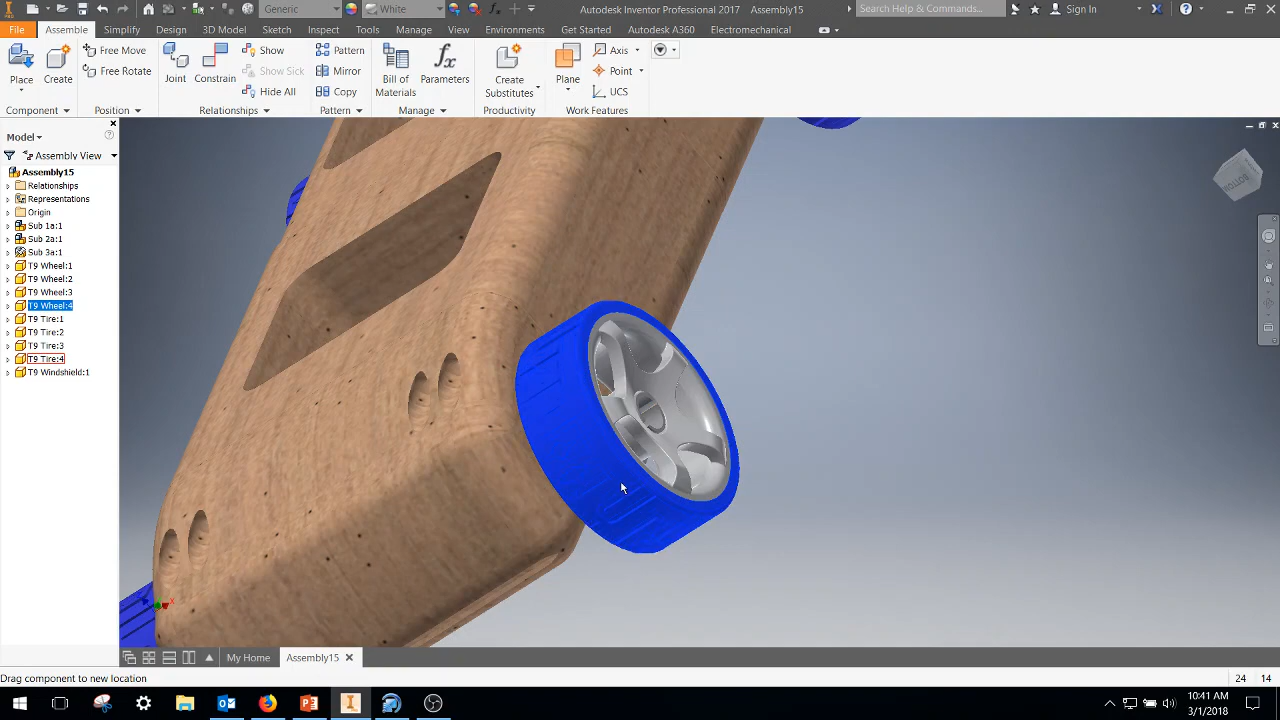 Generic
White
Autodesk Inventor Professional 2017 Assembly15
Search Help & Commands...
Sign In
File Assemble Simplify Design 3D Model Sketch Inspect Tools Manage View Environments Get Started Autodesk A360 Electromechanical
Place
Create
Free Move
Free Rotate
Joint
Constrain
Show
Show Sick
Hide All
Pattern
Mirror
Copy
Bill of
Materials
Parameters
Create
Substitutes
Plane
Axis
Point
UCS
Component
Position
Relationships
Pattern
Manage
Productivity
Work Features
Model
Assembly View
Assembly15
Relationships
Representations
Origin
Sub 1a:1
Sub 2a:1
Sub 3a:1
T9 Wheel:1
T9 Wheel:2
T9 Wheel:3
T9 Wheel:4
T9 Tire:1
T9 Tire:2
T9 Tire:3
T9 Tire:4
T9 Windshield:1
BOTTOM
X
My Home
Assembly15
Drag component to new location
24 14
10:41 AM
3/1/2018